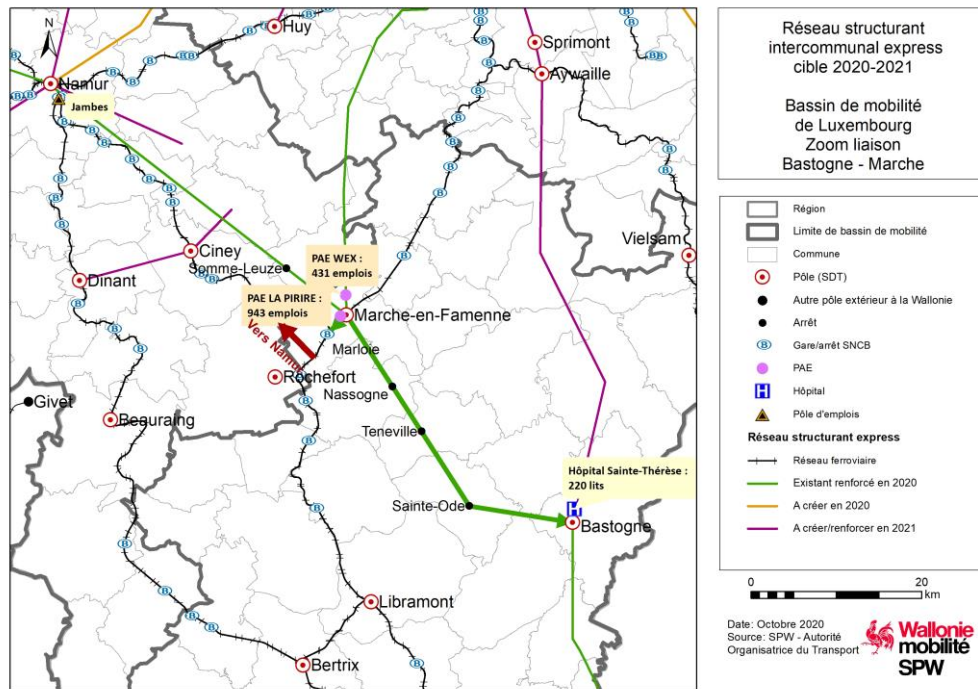 Réseau structurant
intercommunal express
cible 2020-2021
Bassin de mobilité
de Luxembourg
Zoom liaison
Bastogne - Marche
N
Huy
Sprimont
Aywaille
Namur
Jambes
Vielsam
Ciney
Somme-Leuze
PAE WEX :
431 emplois
Dinant
PAE LA PIRIRE :
943 emplois
Marche-en-Famenne
Vers Namur
Marloie
Rochefort
Nassogne
Givet
Beauraing
Teneville
Hôpital Sainte-Thérèse :
220 lits
Sainte-Ode
H
Bastogne
Libramont
Bertrix
Région
Limite de bassin de mobilité
Commune
Pôle (SDT)
Autre pôle extérieur à la Wallonie
Arrêt
B Gare/arrêt SNCB
PAE
H Hôpital
Pôle d'emplois
Réseau structurant express
Réseau ferroviaire
Existant renforcé en 2020
A créer en 2020
A créer/renforcer en 2021
0 20
km
Date: Octobre 2020
Source: SPW - Autorité
Organisatrice du Transport
Wallonie
mobilité
SPW